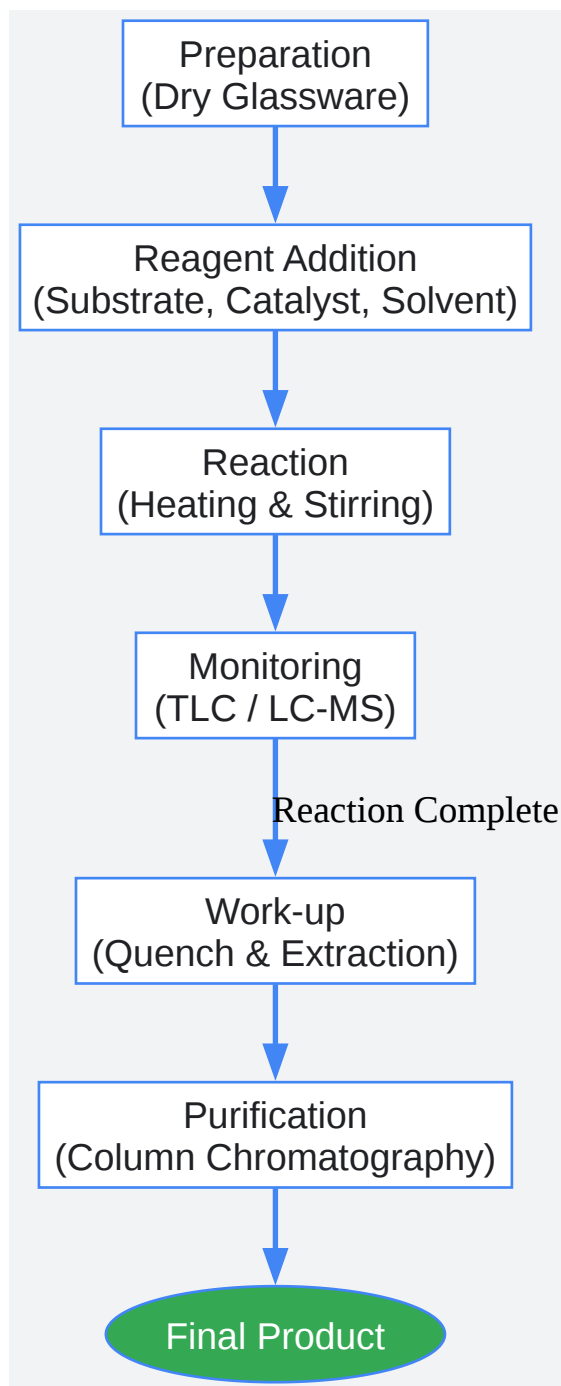 Preparation
(Dry Glassware)
Reagent Addition
(Substrate, Catalyst, Solvent)
Reaction
(Heating & Stirring)
Monitoring
(TLC / LC-MS)
Reaction Complete
Work-up
(Quench & Extraction)
Purification
(Column Chromatography)
Final Product